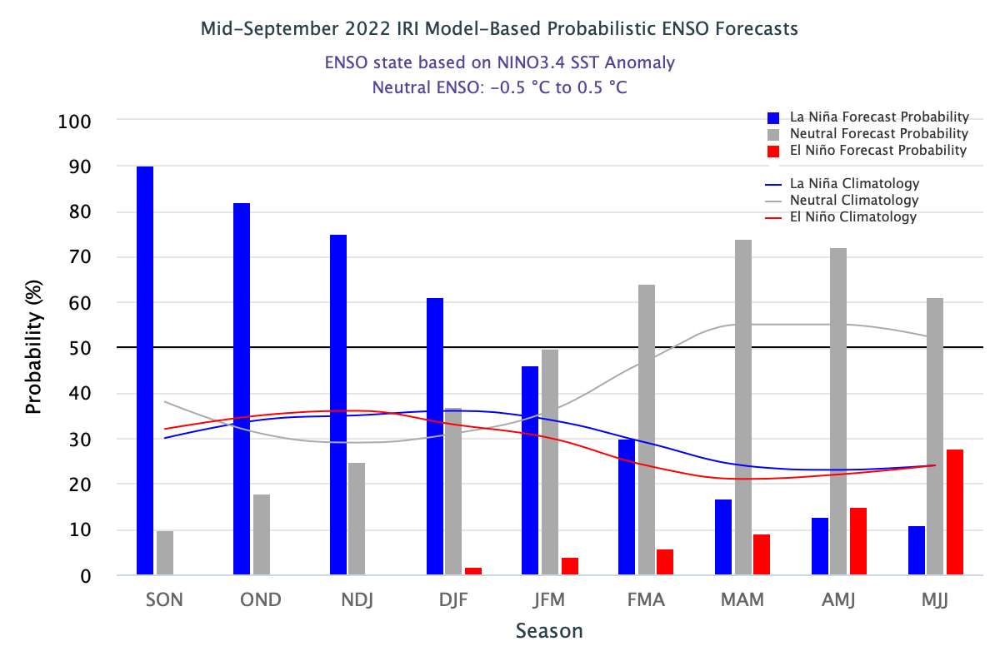 Mid-September 2022 IRI Model-Based Probabilistic ENSO Forecasts
ENSO state based on NINO3.4 SST Anomaly
Neutral ENSO: -0.5 °C to 0.5 °C
La Niña Forecast Probability
Neutral Forecast Probability
El Niño Forecast Probability
La Niña Climatology
Neutral Climatology
El Niño Climatology
Probability (%)
100
90
80
70
60
50
40
30
20
10
0
SON OND NDJ DJF JFM FMA MAM AMJ MJJ
Season